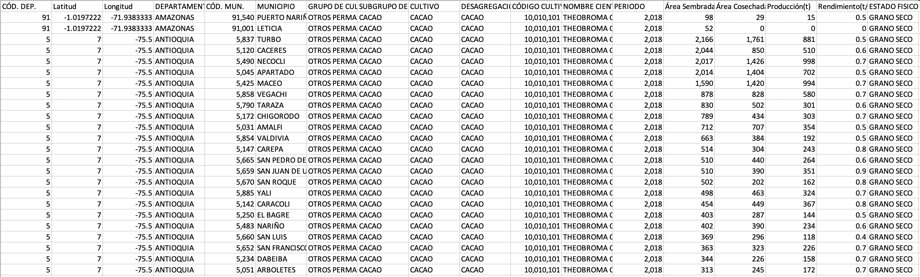 CÓD. DEP. Latitud Longitud DEPARTAMEN CÓD. MUN. MUNICIPIO GRUPO DE CUL SUBGRUPO DE CULTIVO DESAGREGACI CÓDIGO CULTI NOMBRE CIEN PERIODO Área Sembrada Área Cosechad Producción(t) Rendimiento(t/ ESTADO FISICO
91 -1.0197222 -71.9383333 AMAZONAS 91,540 PUERTO NARIÑ OTROS PERMA CACAO CACAO CACAO 10,010,101 THEOBROMA C 2,018 98 29 15 0.5 GRANO SECO
91 -1.0197222 -71.9383333 AMAZONAS 91,001 LETICIA OTROS PERMA CACAO CACAO CACAO 10,010,101 THEOBROMA C 2,018 52 0 0 0 GRANO SECO
5 7 -75.5 ANTIOQUIA 5,837 TURBO OTROS PERMA CACAO CACAO CACAO 10,010,101 THEOBROMA C 2,018 2,166 1,761 881 0.5 GRANO SECO
5 7 -75.5 ANTIOQUIA 5,120 CACERES OTROS PERMA CACAO CACAO CACAO 10,010,101 THEOBROMA C 2,018 2,044 850 510 0.6 GRANO SECO
5 7 -75.5 ANTIOQUIA 5,490 NECOCLI OTROS PERMA CACAO CACAO CACAO 10,010,101 THEOBROMA C 2,018 2,017 1,426 998 0.7 GRANO SECO
5 7 -75.5 ANTIOQUIA 5,045 APARTADO OTROS PERMA CACAO CACAO CACAO 10,010,101 THEOBROMA C 2,018 2,014 1,404 702 0.5 GRANO SECO
5 7 -75.5 ANTIOQUIA 5,425 MACEO OTROS PERMA CACAO CACAO CACAO 10,010,101 THEOBROMA C 2,018 1,590 1,420 994 0.7 GRANO SECO
5 7 -75.5 ANTIOQUIA 5,858 VEGACHI OTROS PERMA CACAO CACAO CACAO 10,010,101 THEOBROMA C 2,018 878 828 580 0.7 GRANO SECO
5 7 -75.5 ANTIOQUIA 5,790 TARAZA OTROS PERMA CACAO CACAO CACAO 10,010,101 THEOBROMA C 2,018 830 502 301 0.6 GRANO SECO
5 7 -75.5 ANTIOQUIA 5,172 CHIGORODO OTROS PERMA CACAO CACAO CACAO 10,010,101 THEOBROMA C 2,018 789 434 303 0.7 GRANO SECO
5 7 -75.5 ANTIOQUIA 5,031 AMALFI OTROS PERMA CACAO CACAO CACAO 10,010,101 THEOBROMA C 2,018 712 707 354 0.5 GRANO SECO
5 7 -75.5 ANTIOQUIA 5,854 VALDIVIA OTROS PERMA CACAO CACAO CACAO 10,010,101 THEOBROMA C 2,018 663 384 192 0.5 GRANO SECO
5 7 -75.5 ANTIOQUIA 5,147 CAREPA OTROS PERMA CACAO CACAO CACAO 10,010,101 THEOBROMA C 2,018 514 304 243 0.8 GRANO SECO
5 7 -75.5 ANTIOQUIA 5,665 SAN PEDRO DE OTROS PERMA CACAO CACAO CACAO 10,010,101 THEOBROMA C 2,018 510 440 264 0.6 GRANO SECO
5 7 -75.5 ANTIOQUIA 5,659 SAN JUAN DE U OTROS PERMA CACAO CACAO CACAO 10,010,101 THEOBROMA C 2,018 510 390 351 0.9 GRANO SECO
5 7 -75.5 ANTIOQUIA 5,670 SAN ROQUE OTROS PERMA CACAO CACAO CACAO 10,010,101 THEOBROMA C 2,018 502 202 162 0.8 GRANO SECO
5 7 -75.5 ANTIOQUIA 5,885 YALI OTROS PERMA CACAO CACAO CACAO 10,010,101 THEOBROMA C 2,018 498 463 324 0.7 GRANO SECO
5 7 -75.5 ANTIOQUIA 5,142 CARACOLI OTROS PERMA CACAO CACAO CACAO 10,010,101 THEOBROMA C 2,018 454 449 367 0.8 GRANO SECO
5 7 -75.5 ANTIOQUIA 5,250 EL BAGRE OTROS PERMA CACAO CACAO CACAO 10,010,101 THEOBROMA C 2,018 403 287 144 0.5 GRANO SECO
5 7 -75.5 ANTIOQUIA 5,483 NARIÑO OTROS PERMA CACAO CACAO CACAO 10,010,101 THEOBROMA C 2,018 402 390 234 0.6 GRANO SECO
5 7 -75.5 ANTIOQUIA 5,660 SAN LUIS OTROS PERMA CACAO CACAO CACAO 10,010,101 THEOBROMA C 2,018 369 296 118 0.4 GRANO SECO
5 7 -75.5 ANTIOQUIA 5,652 SAN FRANCISCO OTROS PERMA CACAO CACAO CACAO 10,010,101 THEOBROMA C 2,018 363 323 226 0.7 GRANO SECO
5 7 -75.5 ANTIOQUIA 5,234 DABEIBA OTROS PERMA CACAO CACAO CACAO 10,010,101 THEOBROMA C 2,018 344 226 158 0.7 GRANO SECO
5 7 -75.5 ANTIOQUIA 5,051 ARBOLETES OTROS PERMA CACAO CACAO CACAO 10,010,101 THEOBROMA C 2,018 313 245 172 0.7 GRANO SECO